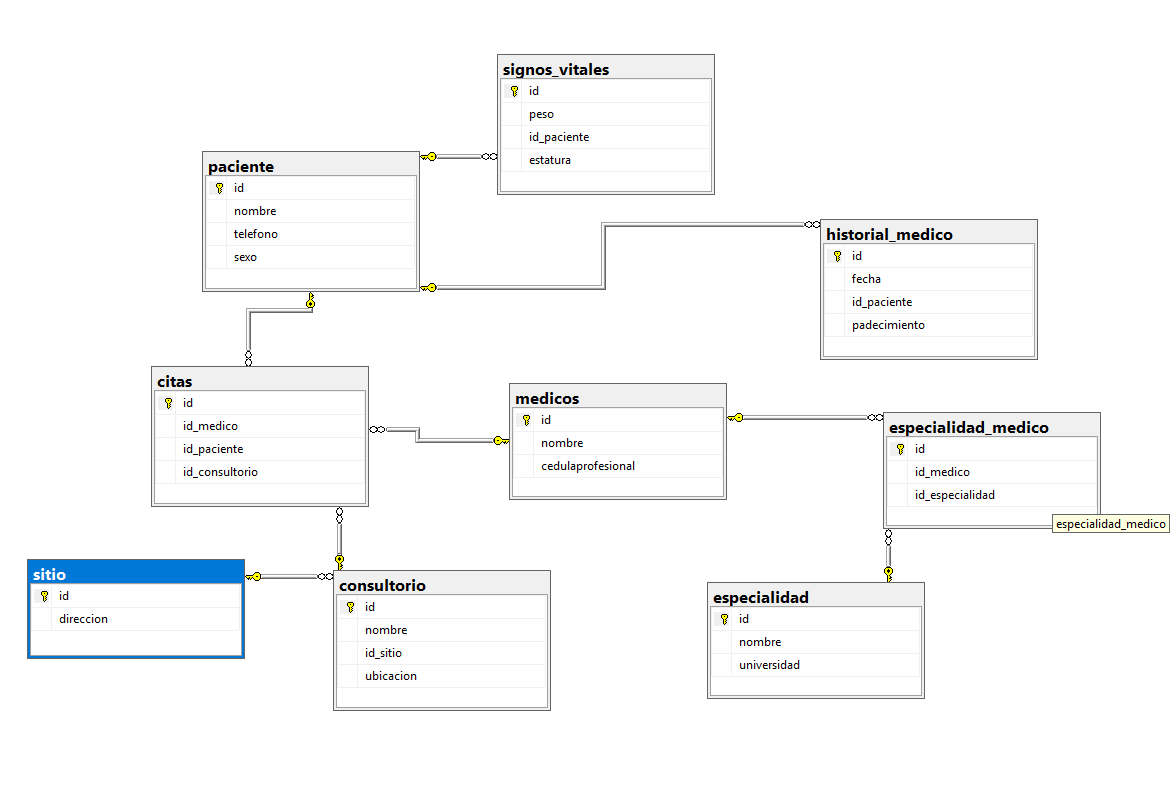 signos_vitales
id
peso
id_paciente
estatura
paciente
id
nombre
telefono
sexo
historial_medico
id
fecha
id_paciente
padecimiento
citas
id
id_medico
id_paciente
id_consultorio
medicos
id
nombre
cedulaprofesional
especialidad_medico
id
id_medico
id_especialidad
especialidad_medico
sitio
id
direccion
consultorio
id
nombre
id_sitio
ubicacion
especialidad
id
nombre
universidad